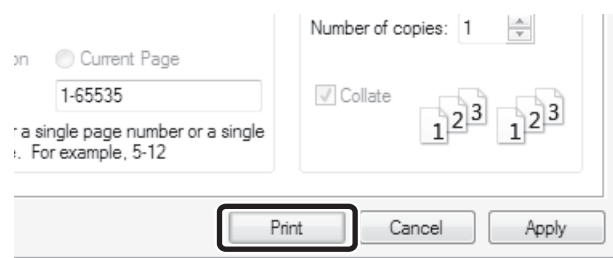 Number of copies: 1
on Current Page
1-65535
Collate
1 2 3 1 2 3
r a single page number or a single
e. For example, 5-12
Print Cancel Apply